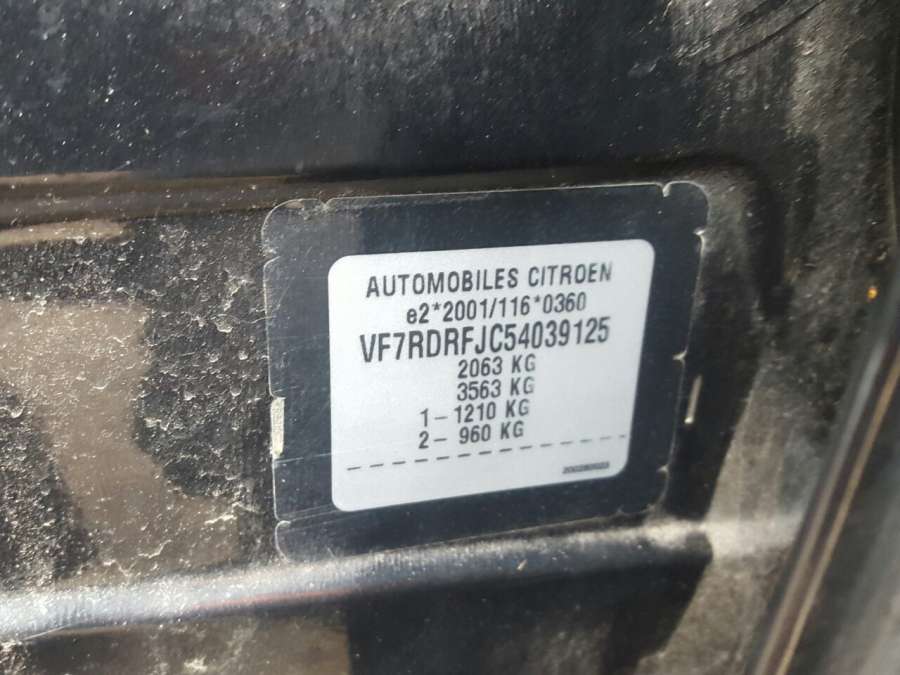 AUTOMOBILES CITROEN
e2*2001/116*0360
VF7RDRFJC54039125
2063 KG
3563 KG
1- 1210 KG
2- 960 KG